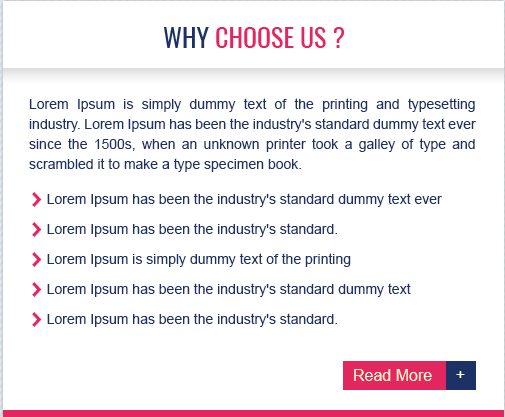 WHY CHOOSE US ?
Lorem Ipsum is simply dummy text of the printing and typesetting
industry. Lorem Ipsum has been the industry's standard dummy text ever
since the 1500s, when an unknown printer took a galley of type and
scrambled it to make a type specimen book.
Lorem Ipsum has been the industry's standard dummy text ever
Lorem Ipsum has been the industry's standard.
Lorem Ipsum is simply dummy text of the printing
Lorem Ipsum has been the industry's standard dummy text
Lorem Ipsum has been the industry's standard.
Read More +